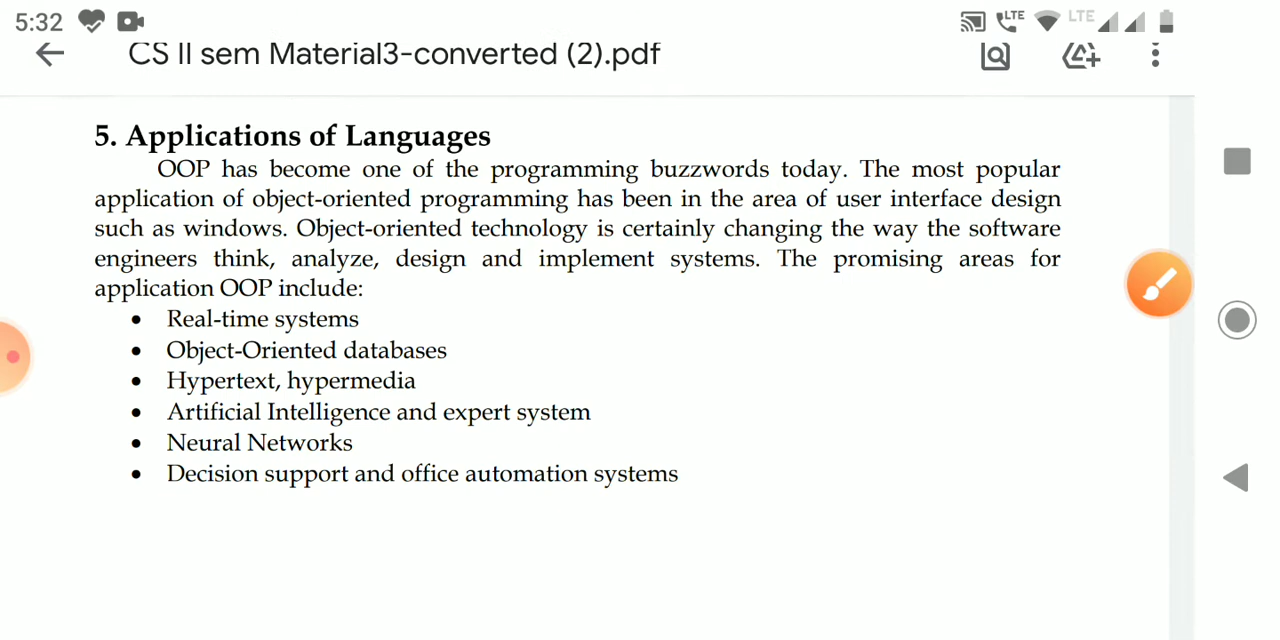 5:32 LTE LTE
CS II sem Material3-converted (2).pdf
5. Applications of Languages
OOP has become one of the programming buzzwords today. The most popular
application of object-oriented programming has been in the area of user interface design
such as windows. Object-oriented technology is certainly changing the way the software
engineers think, analyze, design and implement systems. The promising areas for
application OOP include:
• Real-time systems
• Object-Oriented databases
• Hypertext, hypermedia
• Artificial Intelligence and expert system
• Neural Networks
• Decision support and office automation systems